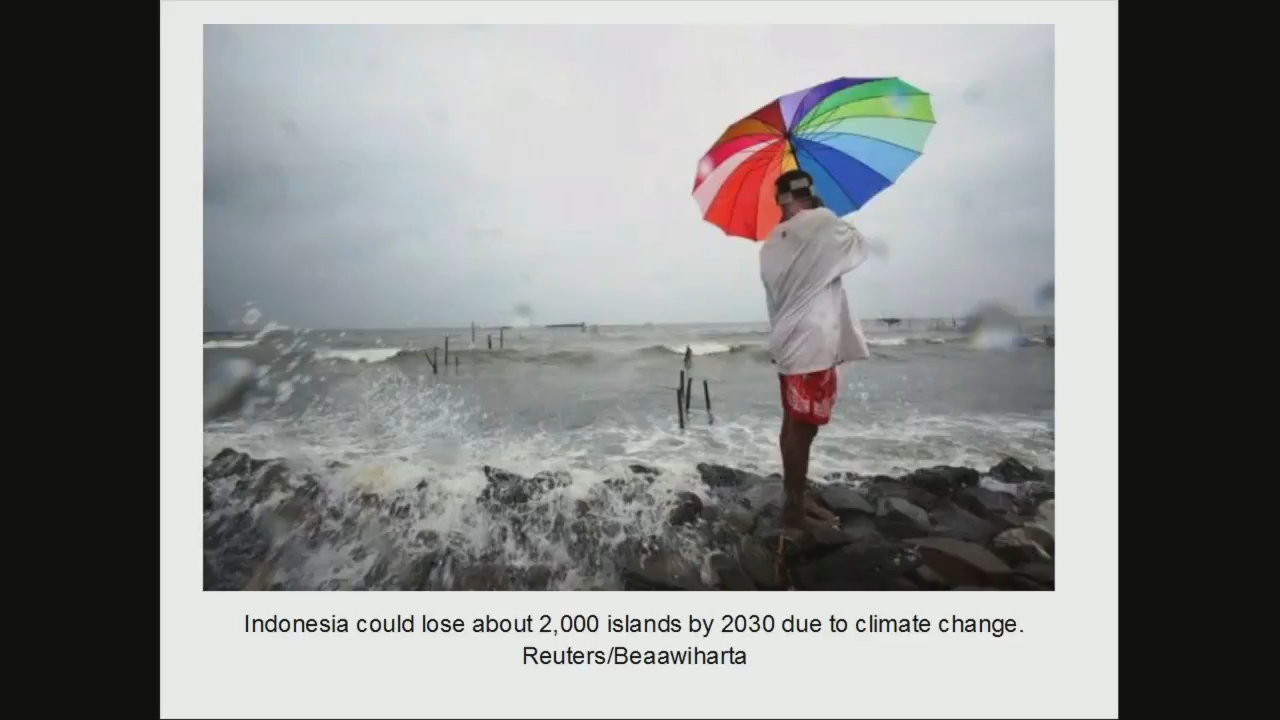 Indonesia could lose about 2,000 islands by 2030 due to climate change.
Reuters/Beaawiharta